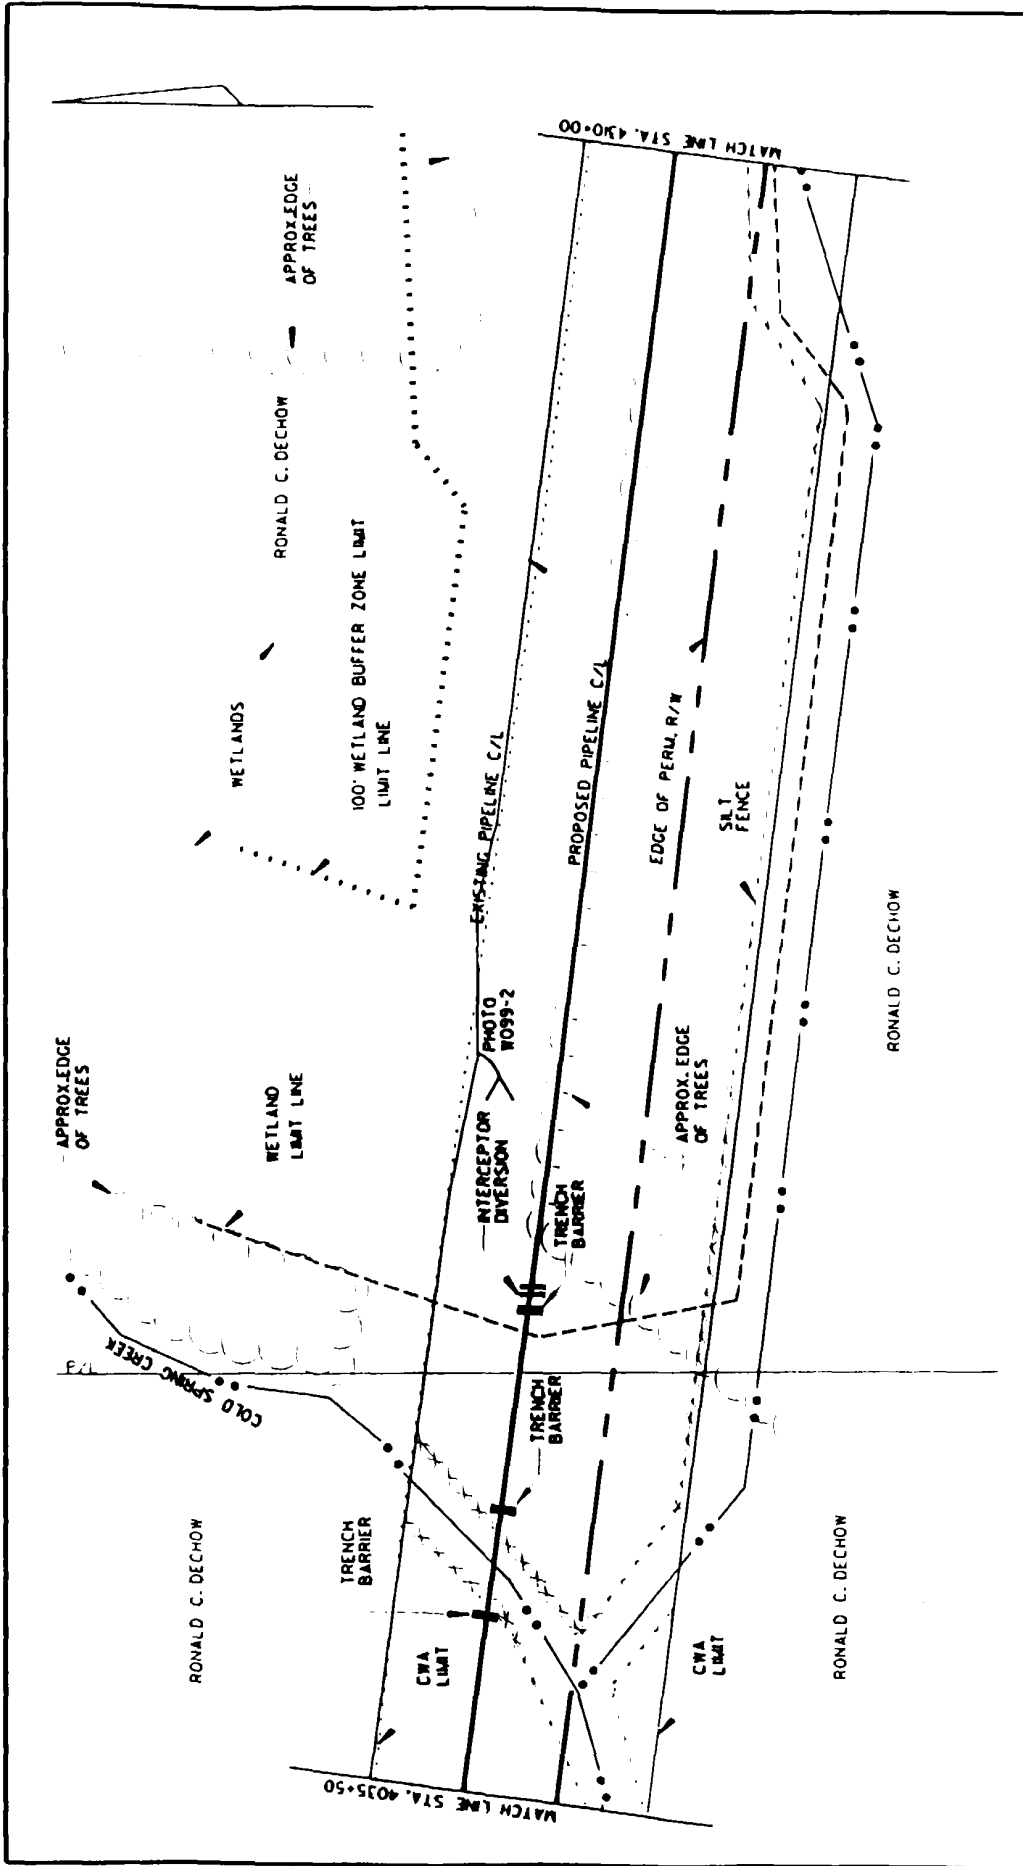 MATCH LINE STA. 4310+00
APPROX.EDGE
OF TREES
RONALD C. DECHOW
100' WETLAND BUFFER ZONE LIMIT
LIMIT LINE
WETLANDS
EXISTING PIPELINE C/L
PROPOSED PIPELINE C/L
EDGE OF PERM. R/W
SILT
FENCE
RONALD C. DECHOW
PHOTO
W099-2
APPROX.EDGE
OF TREES
WETLAND
LIMIT LINE
INTERCEPTOR
DIVERSION
TRENCH
BARRIER
APPROX.EDGE
OF TREES
COLD SPRING CREEK
P/L
TRENCH
BARRIER
RONALD C. DECHOW
TRENCH
BARRIER
CWA
LIMIT
CWA
LIMIT
RONALD C. DECHOW
MATCH LINE STA. 4035+50